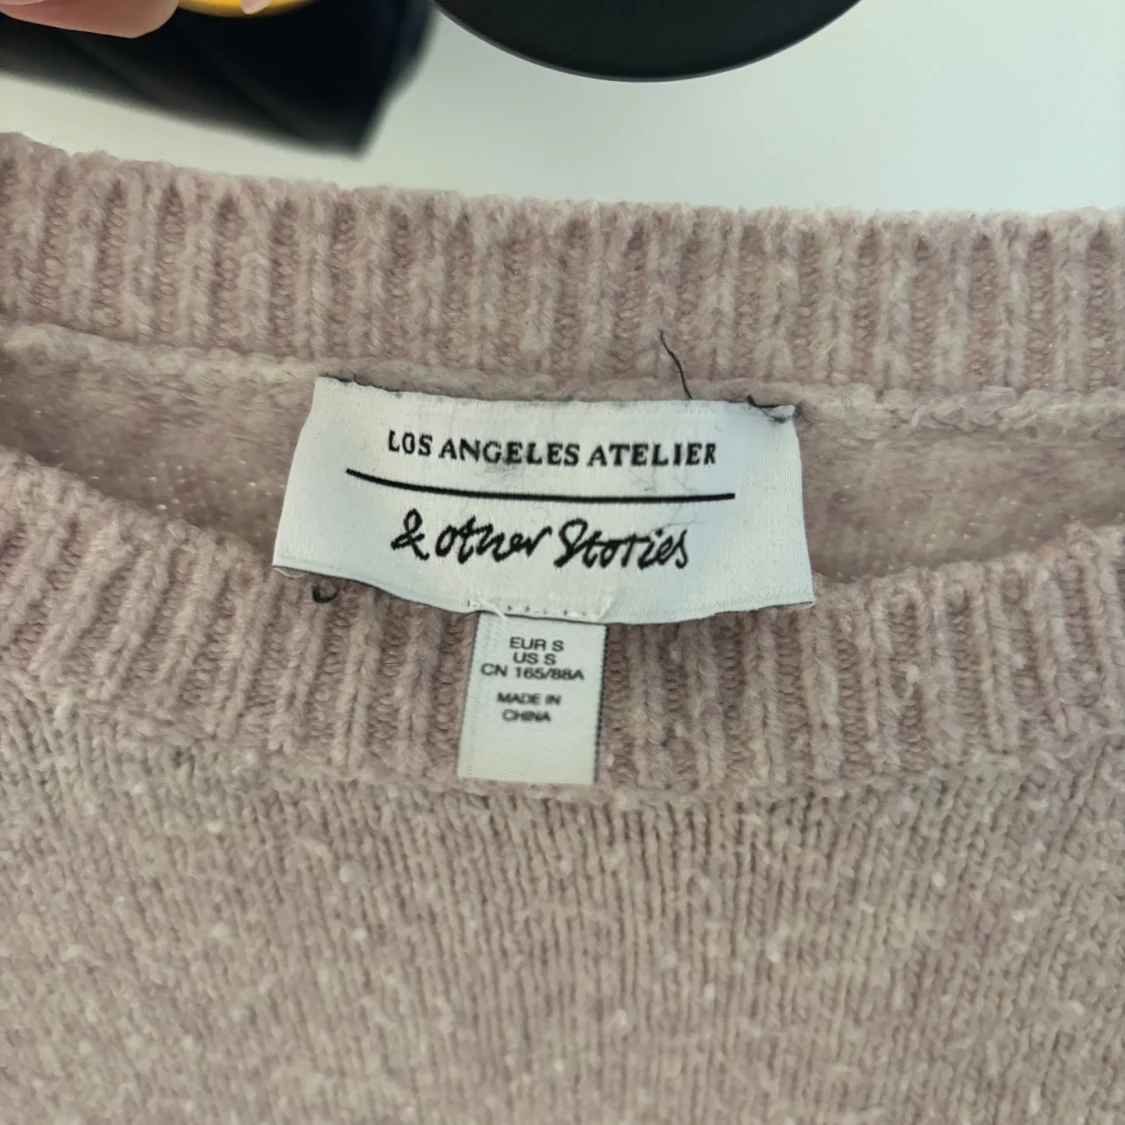 LOS ANGELES ATELIER
& other Stories
EUR S
US S
CN 165/88A
MADE IN
CHINA